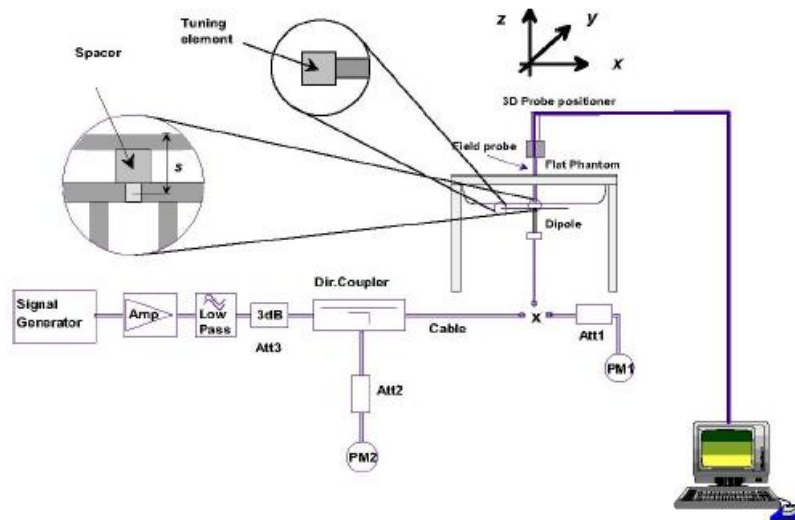 z
y
x
Tuning
element
Spacer
s
3D Probe positioner
Field probe
Flat Phantom
Dipole
Dir.Coupler
Signal
Generator
Amp
Low
Pass
3dB
Att3
Cable
x
Att1
PM1
Att2
PM2